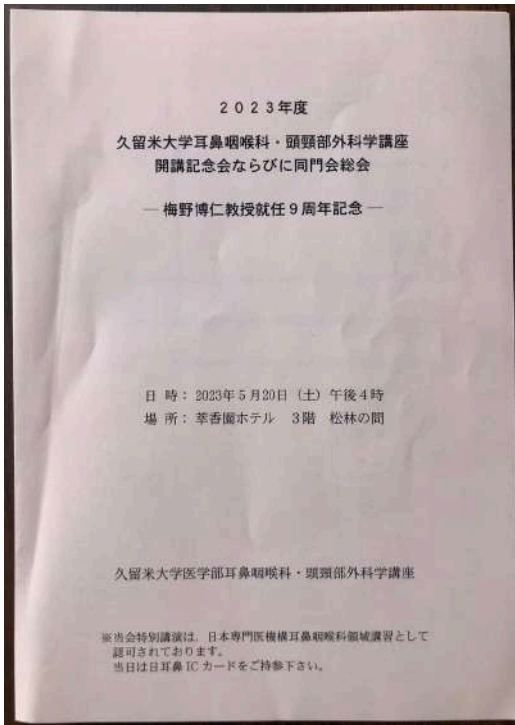 ２０２３年度
久留米大学耳鼻咽喉科・頭頸部外科学講座
開講記念会ならびに同門会総会
― 梅野博仁教授就任９周年記念 ―
日 時： 2023年５月20日（土）午後４時
場 所： 萃香園ホテル ３階 松林の間
久留米大学医学部耳鼻咽喉科・頭頸部外科学講座
※当会特別講演は、日本専門医機構耳鼻咽喉科領域講習として
認可されております。
当日は日耳鼻 IC カードをご持参下さい。